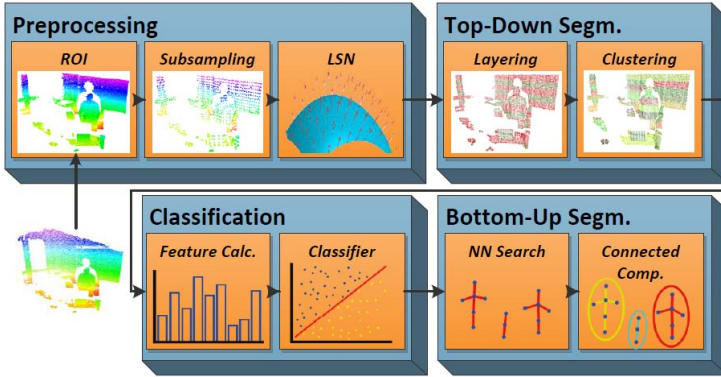 Preprocessing
ROI
Subsampling
LSN
Top-Down Segm.
Layering
Clustering
Classification
Feature Calc.
Classifier
Bottom-Up Segm.
NN Search
Connected
Comp.